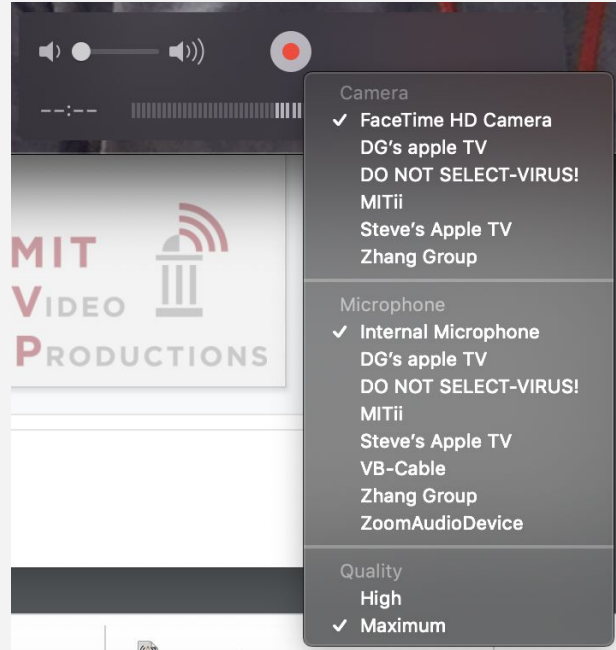 --:--
Camera
✓ FaceTime HD Camera
DG's apple TV
DO NOT SELECT-VIRUS!
MITii
Steve's Apple TV
Zhang Group
Microphone
✓ Internal Microphone
DG's apple TV
DO NOT SELECT-VIRUS!
MITii
Steve's Apple TV
VB-Cable
Zhang Group
ZoomAudioDevice
Quality
High
✓ Maximum
MIT
VIDEO
PRODUCTIONS